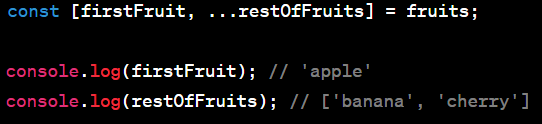 const [firstFruit, ...restOfFruits] = fruits;
console.log(firstFruit); // 'apple'
console.log(restOfFruits); // ['banana', 'cherry']